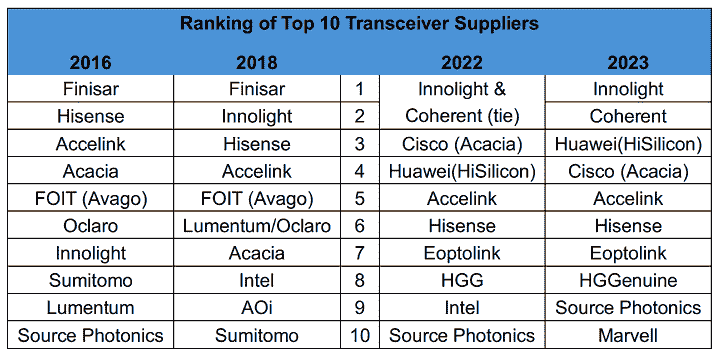 Ranking of Top 10 Transceiver Suppliers
2016 2018 2022 2023
Finisar Finisar 1 Innolight & Innolight
Hisense Innolight 2 Coherent (tie) Coherent
Accelink Hisense 3 Cisco (Acacia) Huawei(HiSilicon)
Acacia Accelink 4 Huawei(HiSilicon) Cisco (Acacia)
FOIT (Avago) FOIT (Avago) 5 Accelink Accelink
Oclaro Lumentum/Oclaro 6 Hisense Hisense
Innolight Acacia 7 Eoptolink Eoptolink
Sumitomo Intel 8 HGG HGGenuine
Lumentum AOi 9 Intel Source Photonics
Source Photonics Sumitomo 10 Source Photonics Marvell